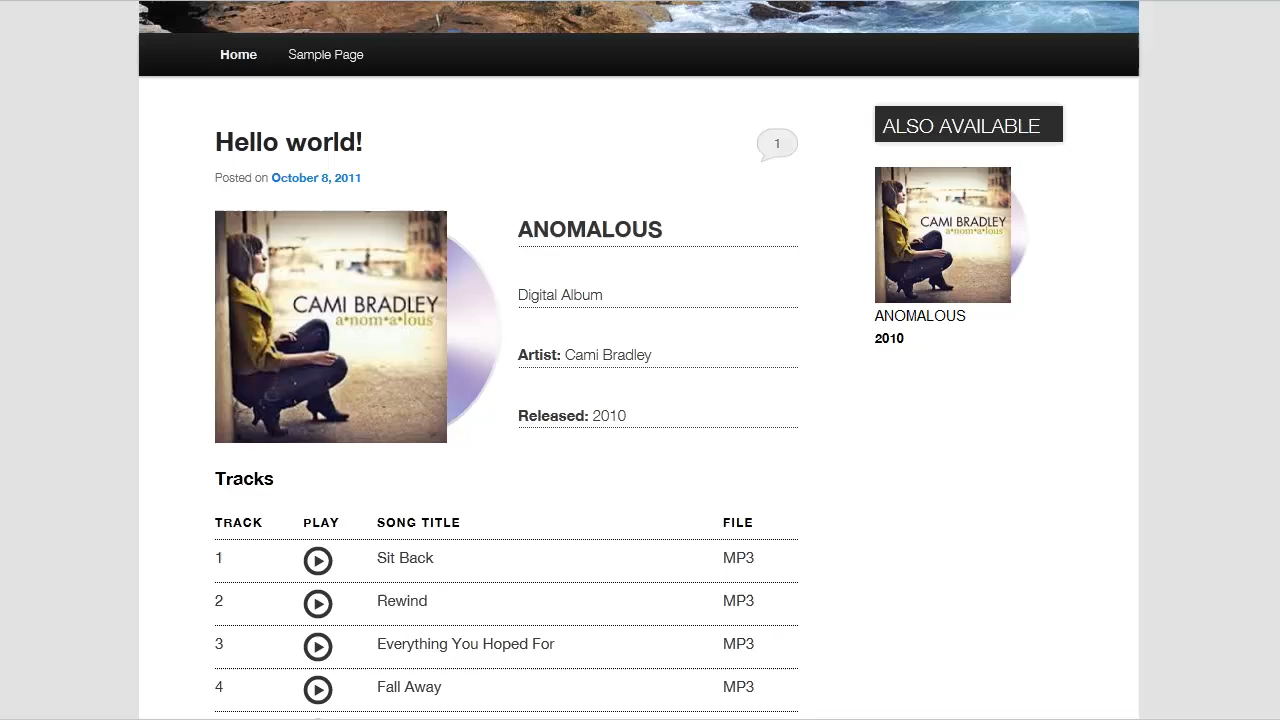 Home Sample Page
Hello world!
1
Posted on October 8, 2011
CAMI BRADLEY
a•nom•a•lous
ANOMALOUS
Digital Album
Artist: Cami Bradley
Released: 2010
Tracks
TRACK PLAY SONG TITLE FILE
1 Sit Back MP3
2 Rewind MP3
3 Everything You Hoped For MP3
4 Fall Away MP3
ALSO AVAILABLE
CAMI BRADLEY
a•nom•a•lous
ANOMALOUS
2010